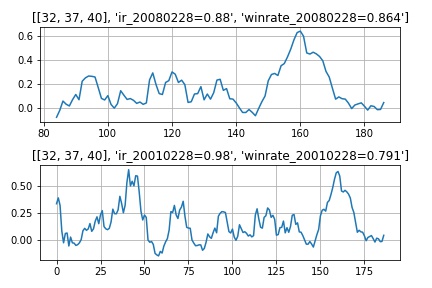 [[32, 37, 40], 'ir_20080228=0.88', 'winrate_20080228=0.864']
0.6
0.4
0.2
0.0
80 100 120 140 160 180
[[32, 37, 40], 'ir_20010228=0.98', 'winrate_20010228=0.791']
0.50
0.25
0.00
0 25 50 75 100 125 150 175